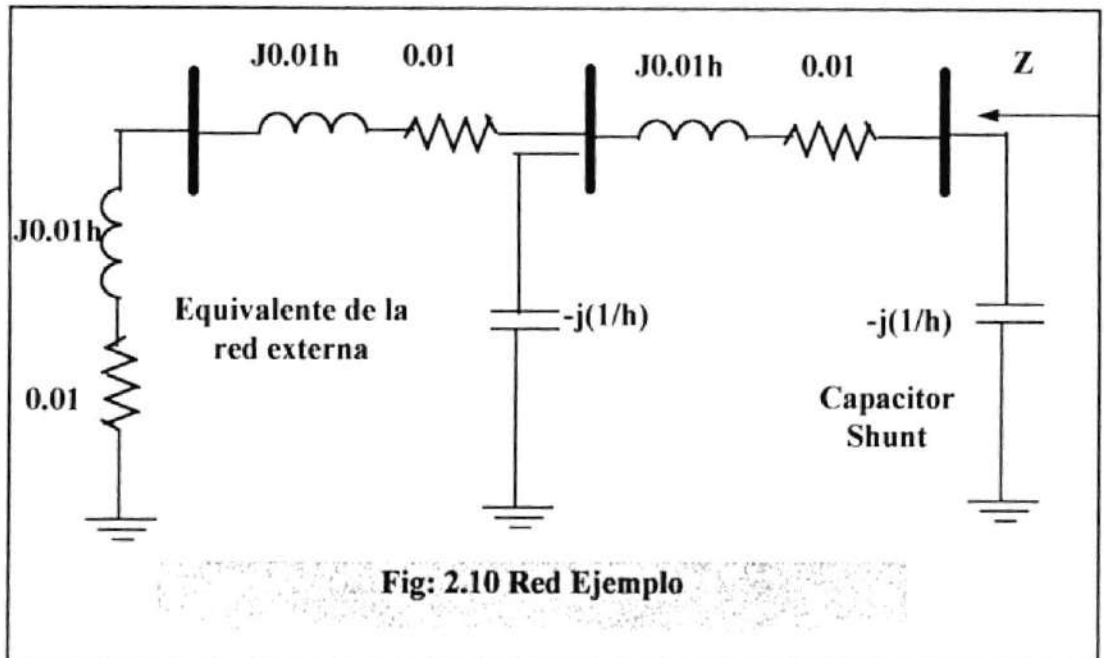 J0.01h 0.01 J0.01h 0.01 Z
J0.01h
Equivalente de la
red externa
-j(1/h)
-j(1/h)
0.01
Capacitor
Shunt
Fig: 2.10 Red Ejemplo